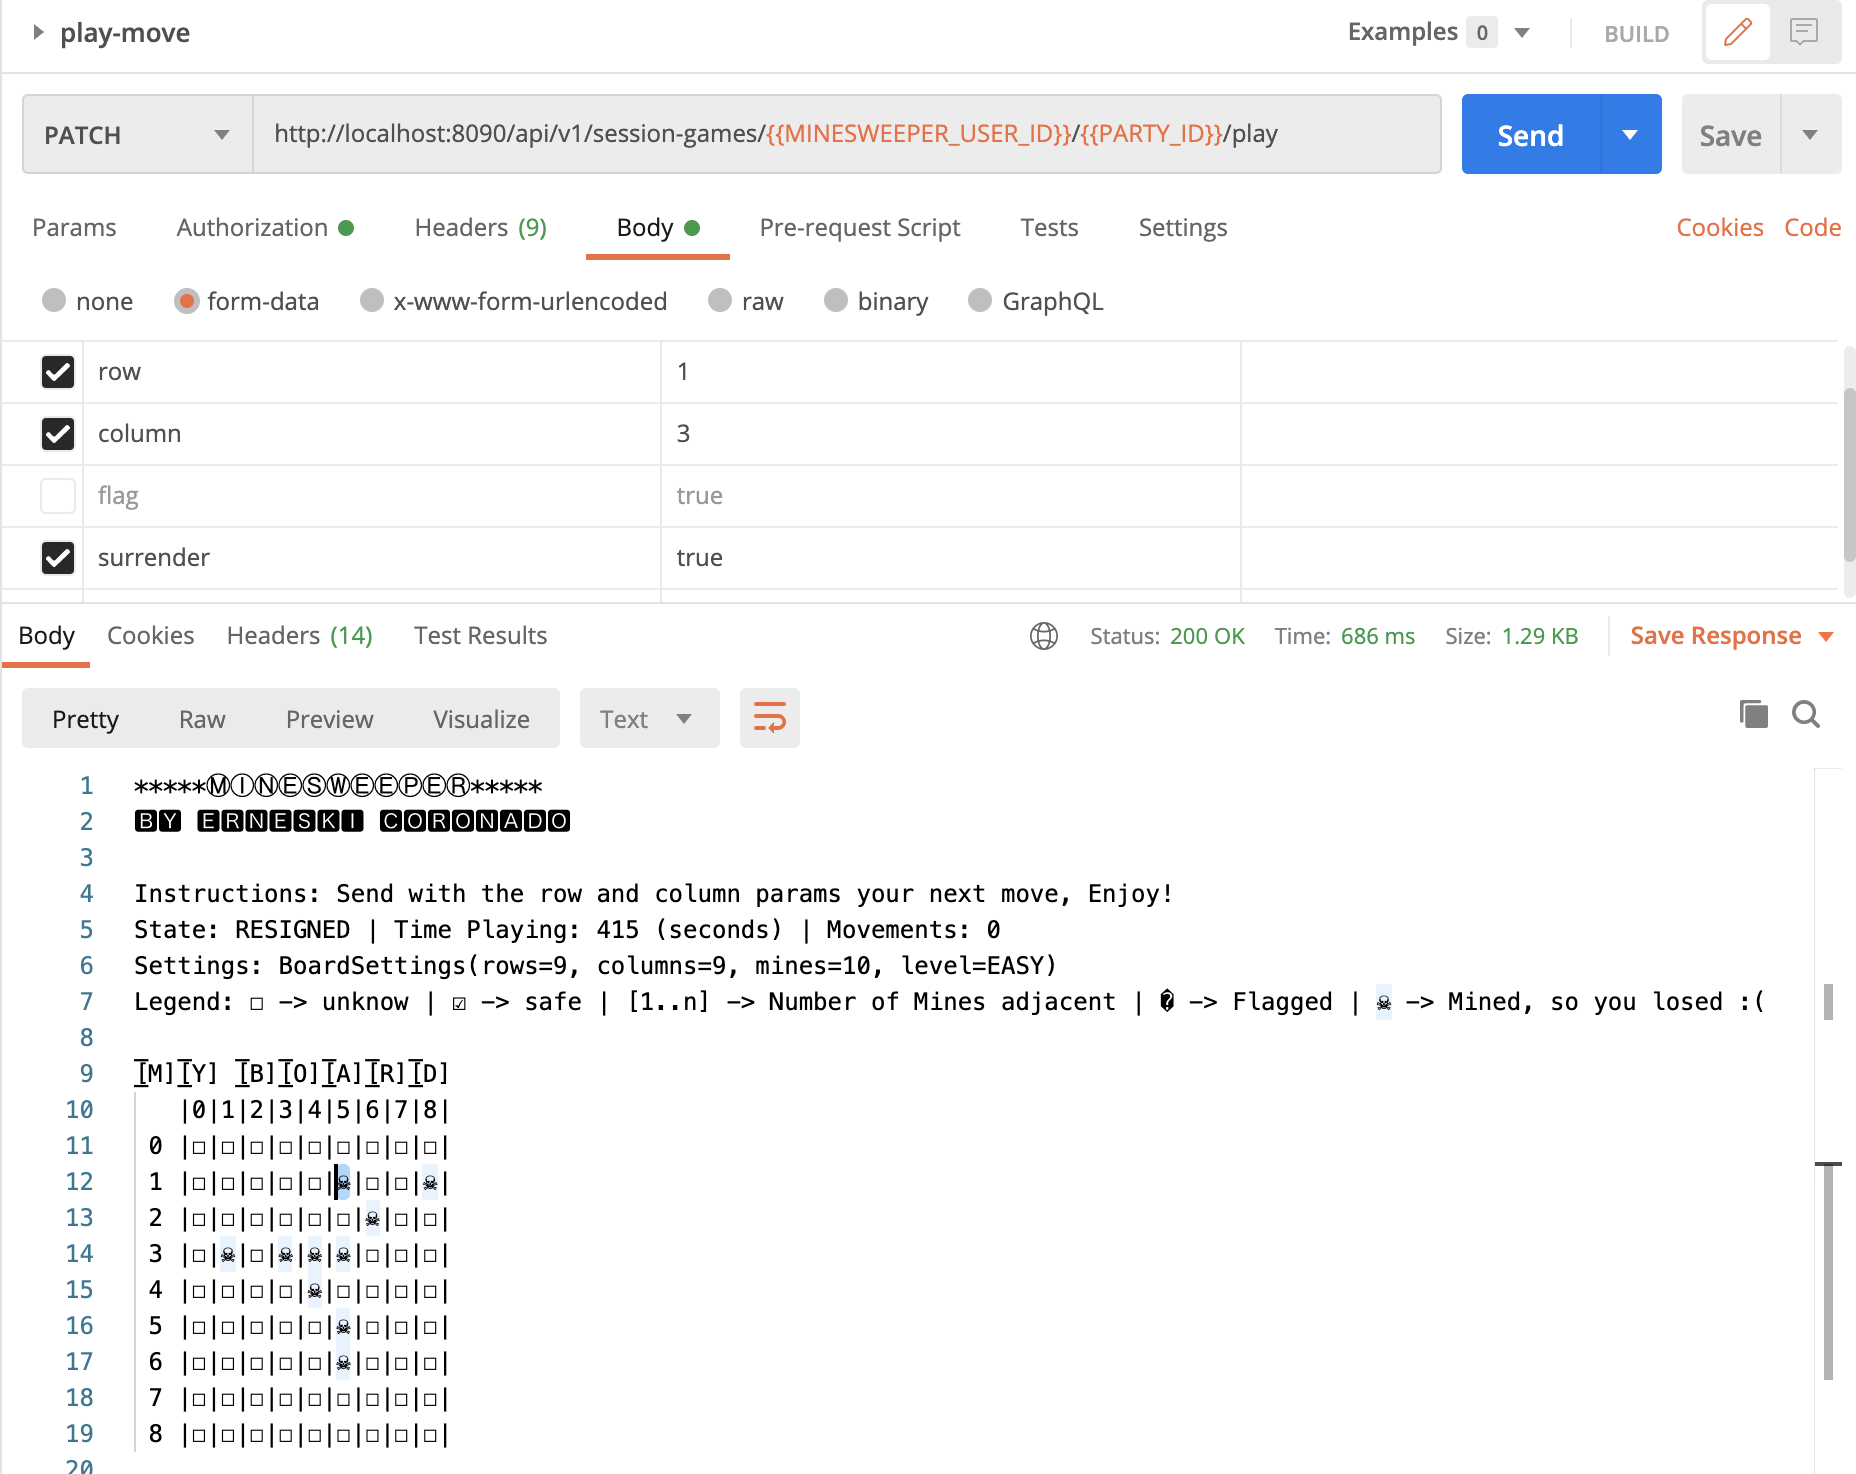 play-move
Examples 0
BUILD
PATCH
http://localhost:8090/api/v1/session-games/{{MINESWEEPER_USER_ID}}/{{PARTY_ID}}/play
Send
Save
Params Authorization Headers (9) Body Pre-request Script Tests Settings Cookies Code
none form-data x-www-form-urlencoded raw binary GraphQL
row 1
column 3
flag true
surrender true
Body Cookies Headers (14) Test Results Status: 200 OK Time: 686 ms Size: 1.29 KB Save Response
Pretty Raw Preview Visualize Text
1 *****ⓂⒾⓃⒺⓈⓌⒺⒺⓅⒺⓇ*****
2 🅱🆈 🅴🆁🅽🅴🆂🅺🅸 🅲🅾🆁🅾🅽🅰🅳🅾
3
4 Instructions: Send with the row and column params your next move, Enjoy!
5 State: RESIGNED | Time Playing: 415 (seconds) | Movements: 0
6 Settings: BoardSettings(rows=9, columns=9, mines=10, level=EASY)
7 Legend: □ –> unknow | ☑ –> safe | [1..n] –> Number of Mines adjacent | � –> Flagged | ☠ –> Mined, so you losed :(
8
9 [̲̅M][̲̅Y] [̲̅B][̲̅O][̲̅A][̲̅R][̲̅D]
10 |0|1|2|3|4|5|6|7|8|
11 0 |□|□|□|□|□|□|□|□|□|
12 1 |□|□|□|□|□|☠|□|□|☠|
13 2 |□|□|□|□|□|□|☠|□|□|
14 3 |□|☠|□|☠|☠|☠|□|□|□|
15 4 |□|□|□|□|☠|□|□|□|□|
16 5 |□|□|□|□|□|☠|□|□|□|
17 6 |□|□|□|□|□|☠|□|□|□|
18 7 |□|□|□|□|□|□|□|□|□|
19 8 |□|□|□|□|□|□|□|□|□|
20